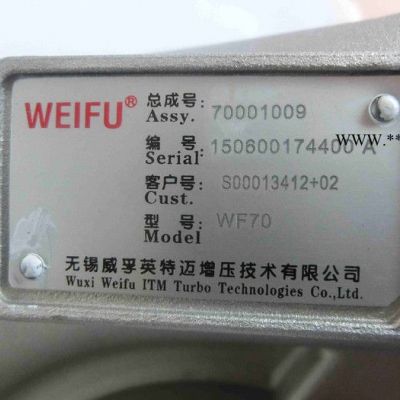 WEIFU®
总成号: 70001009
Assy.
编 号: 150600174400 A
Serial
客户号: S00013412+02
Cust.
型 号: WF70
Model
无锡威孚英特迈增压技术有限公司
Wuxi Weifu ITM Turbo Technologies Co.,Ltd.
www.**